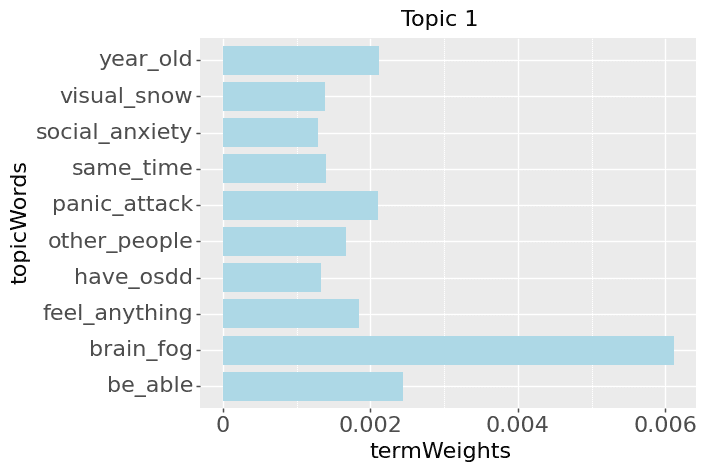 Topic 1
year_old
visual_snow
social_anxiety
same_time
panic_attack
other_people
have_osdd
feel_anything
brain_fog
be_able
topicWords
0 0.002 0.004 0.006
termWeights